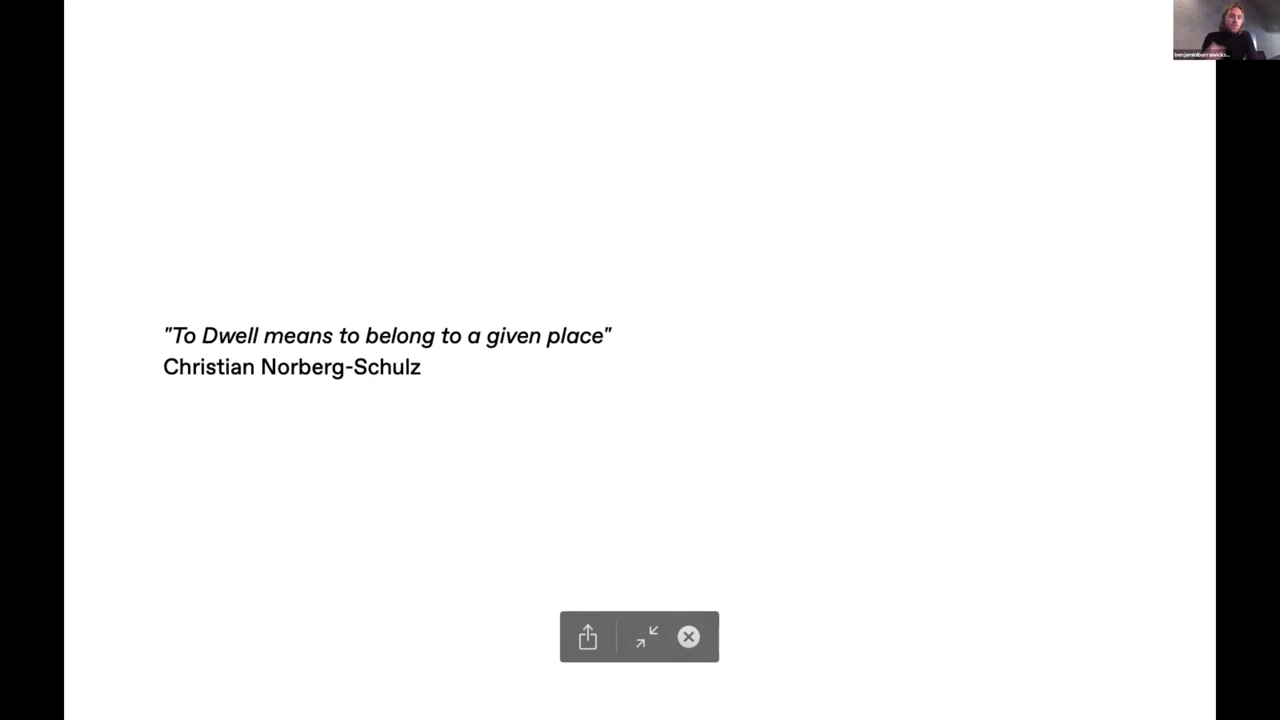 "To Dwell means to belong to a given place"
Christian Norberg-Schulz